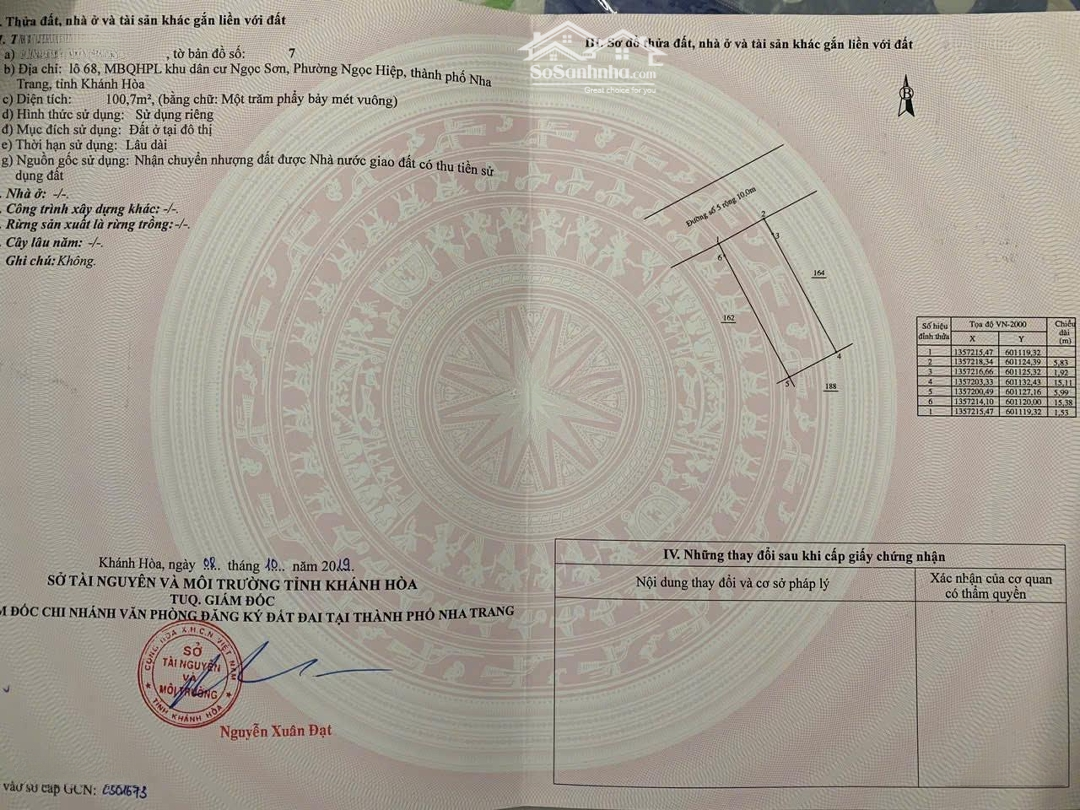 . Thửa đất, nhà ở và tài sản khác gắn liền với đất
a) , tờ bản đồ số: 7
b) Địa chỉ: lô 68, MBQHPL khu dân cư Ngọc Sơn, Phường Ngọc Hiệp, thành phố Nha
Trang, tỉnh Khánh Hòa
c) Diện tích: 100,7m², (bằng chữ: Một trăm phẩy bảy mét vuông)
d) Hình thức sử dụng: Sử dụng riêng
đ) Mục đích sử dụng: Đất ở tại đô thị
e) Thời hạn sử dụng: Lâu dài
g) Nguồn gốc sử dụng: Nhận chuyển nhượng đất được Nhà nước giao đất có thu tiền sử
dụng đất
. Nhà ở: -/-.
. Công trình xây dựng khác: -/-.
. Rừng sản xuất là rừng trồng:-/-.
. Cây lâu năm: -/-.
Ghi chú: Không.
Khánh Hòa, ngày 08.. tháng 10.. năm 2019.
SỞ TÀI NGUYÊN VÀ MÔI TRƯỜNG TỈNH KHÁNH HÒA
TUQ. GIÁM ĐỐC
M ĐỐC CHI NHÁNH VĂN PHÒNG ĐĂNG KÝ ĐẤT ĐAI TẠI THÀNH PHỐ NHA TRANG
CỘNG HÒA X.H.C.N VIỆT NAM
SỞ
TÀI NGUYÊN
VÀ
MÔI TRƯỜNG
TỈNH KHÁNH HÒA
Nguyễn Xuân Đạt
vào sổ cấp GCN: CS01673
III. Sơ đồ thửa đất, nhà ở và tài sản khác gắn liền với đất
SoSanhnha.com
Great choice for you
B
Đường số 5 rộng 10,0m
1
2
3
6
164
162
4
5
188
Số hiệu đỉnh thửa Tọa độ VN-2000 Chiều dài (m)
X Y
1 1357215,47 601119,32
2 1357218,34 601124,39 5,83
3 1357216,66 601125,32 1,92
4 1357203,33 601132,43 15,11
5 1357200,49 601127,16 5,99
6 1357214,10 601120,00 15,38
1 1357215,47 601119,32 1,53
IV. Những thay đổi sau khi cấp giấy chứng nhận
Nội dung thay đổi và cơ sở pháp lý
Xác nhận của cơ quan
có thẩm quyền